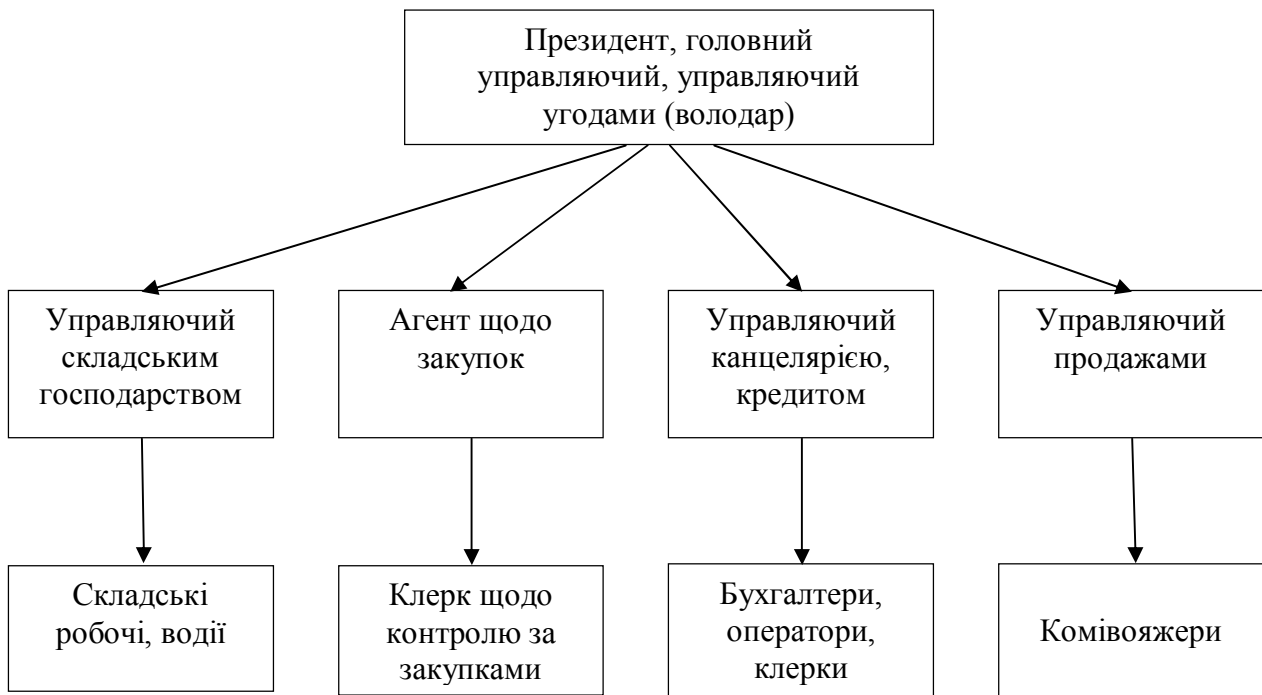 Президент, головний
управляючий, управляючий
угодами (володар)
Управляючий
складським
господарством
Агент щодо
закупок
Управляючий
канцелярією,
кредитом
Управляючий
продажами
Складські
робочі, водії
Клерк щодо
контролю за
закупками
Бухгалтери,
оператори,
клерки
Комівояжери